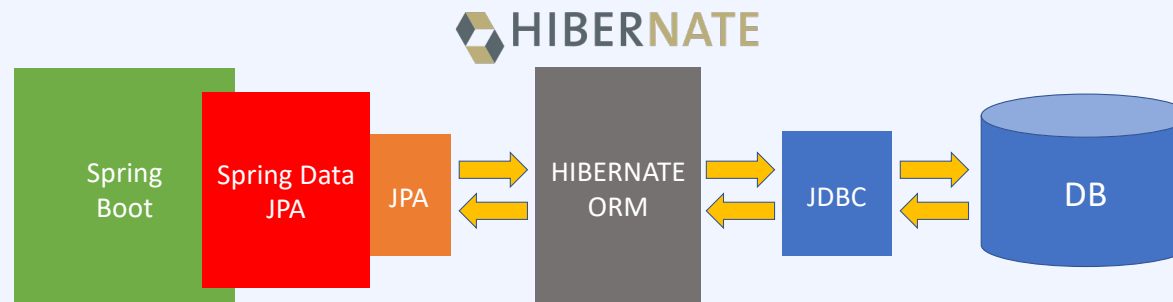 HIBERNATE
Spring
Boot
Spring Data
JPA
JPA
HIBERNATE
ORM
JDBC
DB